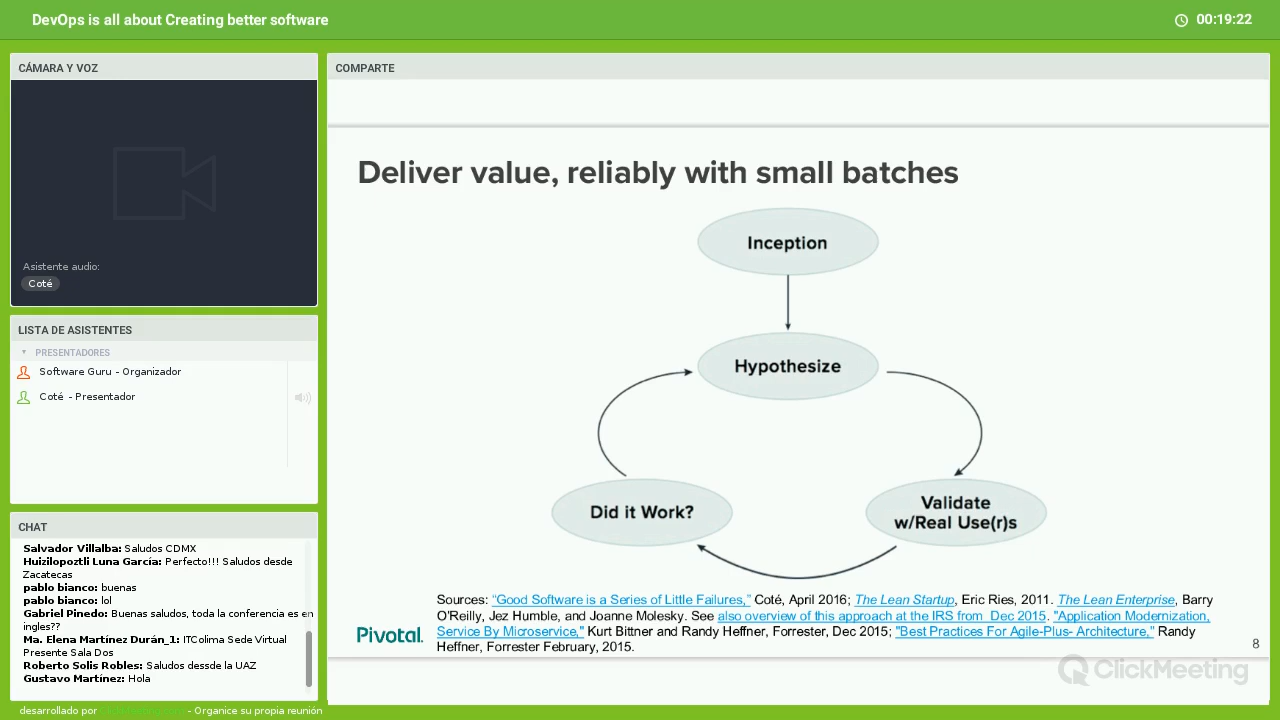 DevOps is all about Creating better software
00:19:22
CÁMARA Y VOZ
Asistente audio:
Coté
LISTA DE ASISTENTES
PRESENTADORES
Software Guru - Organizador
Coté - Presentador
CHAT
Salvador Villalba: Saludos CDMX
Huizilopoztli Luna García: Perfecto!!! Saludos desde
Zacatecas
pablo bianco: buenas
pablo bianco: lol
Gabriel Pinedo: Buenas saludos, toda la conferencia es en
ingles??
Ma. Elena Martínez Durán_1: ITColima Sede Virtual
Presente Sala Dos
Roberto Solis Robles: Saludos dessde la UAZ
Gustavo Martínez: Hola
desarrollado por
- Organice su propia reunión
COMPARTE
Deliver value, reliably with small batches
Inception
Hypothesize
Did it Work?
Validate
w/Real Use(r)s
Sources: "Good Software is a Series of Little Failures," Coté, April 2016; The Lean Startup, Eric Ries, 2011. The Lean Enterprise, Barry
O'Reilly, Jez Humble, and Joanne Molesky. See also overview of this approach at the IRS from Dec 2015. "Application Modernization,
Service By Microservice," Kurt Bittner and Randy Heffner, Forrester, Dec 2015; "Best Practices For Agile-Plus- Architecture," Randy
Heffner, Forrester February, 2015.
Pivotal.
8
ClickMeeting